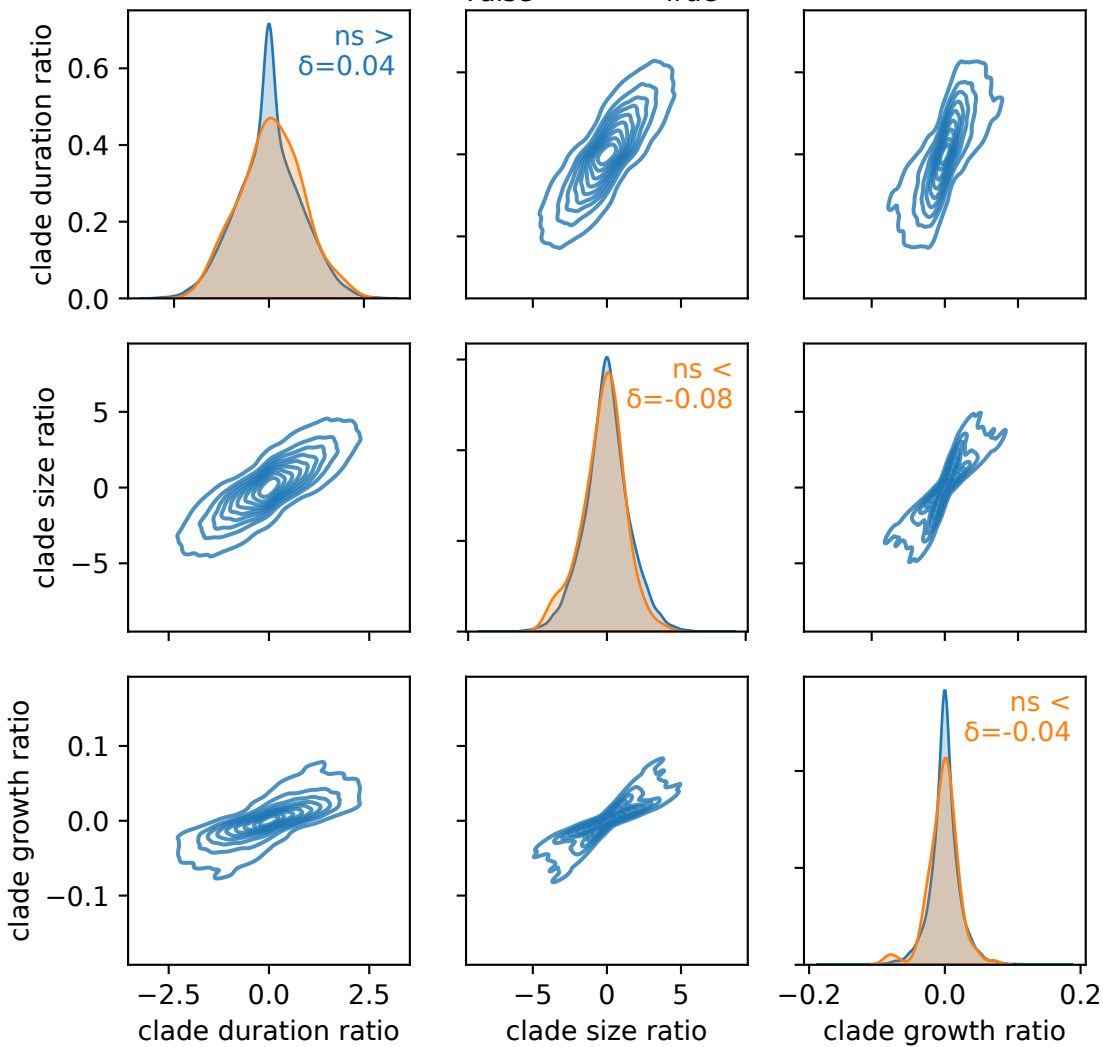 clade duration ratio
0.6
0.4
0.2
0.0
ns >
δ=0.04
clade size ratio
5
0
−5
ns <
δ=-0.08
clade growth ratio
0.1
0.0
−0.1
ns <
δ=-0.04
−2.5 0.0 2.5
−5 0 5
−0.2 0.0 0.2
clade duration ratio
clade size ratio
clade growth ratio